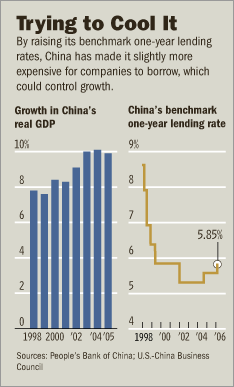 Trying to Cool It
By raising its benchmark one-year lending
rates, China has made it slightly more
expensive for companies to borrow, which
could control growth.
Growth in China's
real GDP
10%
8
6
4
2
0
1998 2000 '02 '04 '05
China's benchmark
one-year lending rate
9%
8
7
6
5
4
5.85%
1998 '00 '02 '04 '06
Sources: People's Bank of China; U.S.-China Business
Council